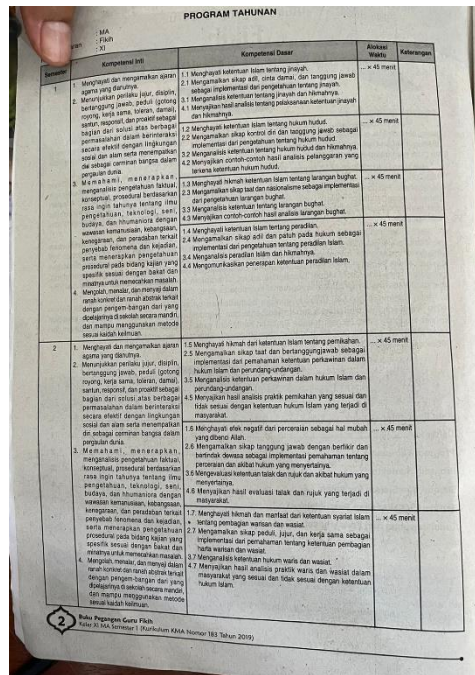 PROGRAM TAHUNAN
: MA
: Fikih
: XI
Semester
Kompetensi Inti
Kompetensi Dasar
Alokasi
Waktu
Keterangan
1
1. Menghayati dan mengamalkan ajaran
agama yang dianutnya.
2. Menunjukkan perilaku jujur, disiplin,
bertanggung jawab, peduli (gotong
royong, kerja sama, toleran, damai),
santun, responsif, dan proaktif sebagai
bagian dari solusi atas berbagai
permasalahan dalam berinteraksi
secara efektif dengan lingkungan
sosial dan alam serta menempatkan
diri sebagai cerminan bangsa dalam
pergaulan dunia.
3. Memahami, menerapkan,
menganalisis pengetahuan faktual,
konseptual, prosedural berdasarkan
rasa ingin tahunya tentang ilmu
pengetahuan, teknologi, seni,
budaya, dan humaniora dengan
wawasan kemanusiaan, kebangsaan,
kenegaraan, dan peradaban terkait
penyebab fenomena dan kejadian,
serta menerapkan pengetahuan
prosedural pada bidang kajian yang
spesifik sesuai dengan bakat dan
minatnya untuk memecahkan masalah.
4. Mengolah, menalar, dan menyaji dalam
ranah konkret dan ranah abstrak terkait
dengan pengem-bangan dari yang
dipelajarinya di sekolah secara mandiri,
dan mampu menggunakan metode
sesuai kaidah keilmuan.
1.1 Menghayati ketentuan Islam tentang jinayah.
2.1 Mengamalkan sikap adil, cinta damai, dan tanggung jawab
sebagai implementasi dari pengetahuan tentang jinayah.
3.1 Menganalisis ketentuan tentang jinayah dan hikmahnya.
4.1 Menyajikan hasil analisis tentang pelaksanaan ketentuan jinayah
dan hikmahnya.
... x 45 menit
1.2 Menghayati ketentuan Islam tentang hukum hudud.
2.2 Mengamalkan sikap kontrol diri dan tanggung jawab sebagai
implementasi dari pengetahuan tentang hukum hudud
3.2 Menganalisis ketentuan tentang hukum hudud dan hikmahnya.
4.2 Menyajikan contoh-contoh hasil analisis pelanggaran yang
terkena ketentuan hukum hudud.
... x 45 menit
1.3 Menghayati hikmah ketentuan Islam tentang larangan bughat.
2.3 Mengamalkan sikap taat dan nasionalisme sebagai implementasi
dari pengetahuan larangan bughat.
3.3 Menganalisis ketentuan tentang larangan bughat.
4.3 Menyajikan contoh-contoh hasil analisis larangan bughat.
... x 45 menit
1.4 Menghayati ketentuan Islam tentang peradilan.
2.4 Mengamalkan sikap adil dan patuh pada hukum sebagai
implementasi dari pengetahuan tentang peradilan Islam.
3.4 Menganalisis peradilan Islam dan hikmahnya.
4.4 Mengomunikasikan penerapan ketentuan peradilan Islam.
... x 45 menit
2
1. Menghayati dan mengamalkan ajaran
agama yang dianutnya.
2. Menunjukkan perilaku jujur, disiplin,
bertanggung jawab, peduli (gotong
royong, kerja sama, toleran, damai),
santun, responsif, dan proaktif sebagai
bagian dari solusi atas berbagai
permasalahan dalam berinteraksi
secara efektif dengan lingkungan
sosial dan alam serta menempatkan
diri sebagai cerminan bangsa dalam
pergaulan dunia.
3. Memahami, menerapkan,
menganalisis pengetahuan faktual,
konseptual, prosedural berdasarkan
rasa ingin tahunya tentang ilmu
pengetahuan, teknologi, seni,
budaya, dan humaniora dengan
wawasan kemanusiaan, kebangsaan,
kenegaraan, dan peradaban terkait
penyebab fenomena dan kejadian,
serta menerapkan pengetahuan
prosedural pada bidang kajian yang
spesifik sesuai dengan bakat dan
minatnya untuk memecahkan masalah.
4. Mengolah, menalar, dan menyaji dalam
ranah konkret dan ranah abstrak terkait
dengan pengem-bangan dari yang
dipelajarinya di sekolah secara mandiri,
dan mampu menggunakan metode
sesuai kaidah keilmuan.
1.5 Menghayati hikmah dari ketentuan Islam tentang pernikahan.
2.5 Mengamalkan sikap taat dan bertanggungjawab sebagai
implementasi dari pemahaman ketentuan perkawinan dalam
hukum Islam dan perundang-undangan.
3.5 Menganalisis ketentuan perkawinan dalam hukum Islam dan
perundang-undangan.
4.5 Menyajikan hasil analisis praktik pernikahan yang sesuai dan
tidak sesuai dengan ketentuan hukum Islam yang terjadi di
masyarakat.
... x 45 menit
1.6 Menghayati efek negatif dari perceraian sebagai hal mubah
yang dibenci Allah.
2.6 Mengamalkan sikap tanggung jawab dengan berfikir dan
bertindak dewasa sebagai implementasi pemahaman tentang
perceraian dan akibat hukum yang menyertainya.
3.6 Mengevaluasi ketentuan talak dan rujuk dan akibat hukum yang
menyertainya.
4.6 Menyajikan hasil evaluasi talak dan rujuk yang terjadi di
masyarakat.
... x 45 menit
1.7. Menghayati hikmah dan manfaat dari ketentuan syariat Islam
tentang pembagian warisan dan wasiat.
2.7 Mengamalkan sikap peduli, jujur, dan kerja sama sebagai
implementasi dari pemahaman tentang ketentuan pembagian
harta warisan dan wasiat.
3.7 Menganalisis ketentuan hukum waris dan wasiat.
4.7 Menyajikan hasil analisis praktik waris dan wasiat dalam
masyarakat yang sesuai dan tidak sesuai dengan ketentuan
hukum Islam.
... x 45 menit
2
Buku Pegangan Guru Fikih
Kelas XI MA Semester I (Kurikulum KMA Nomor 183 Tahun 2019)